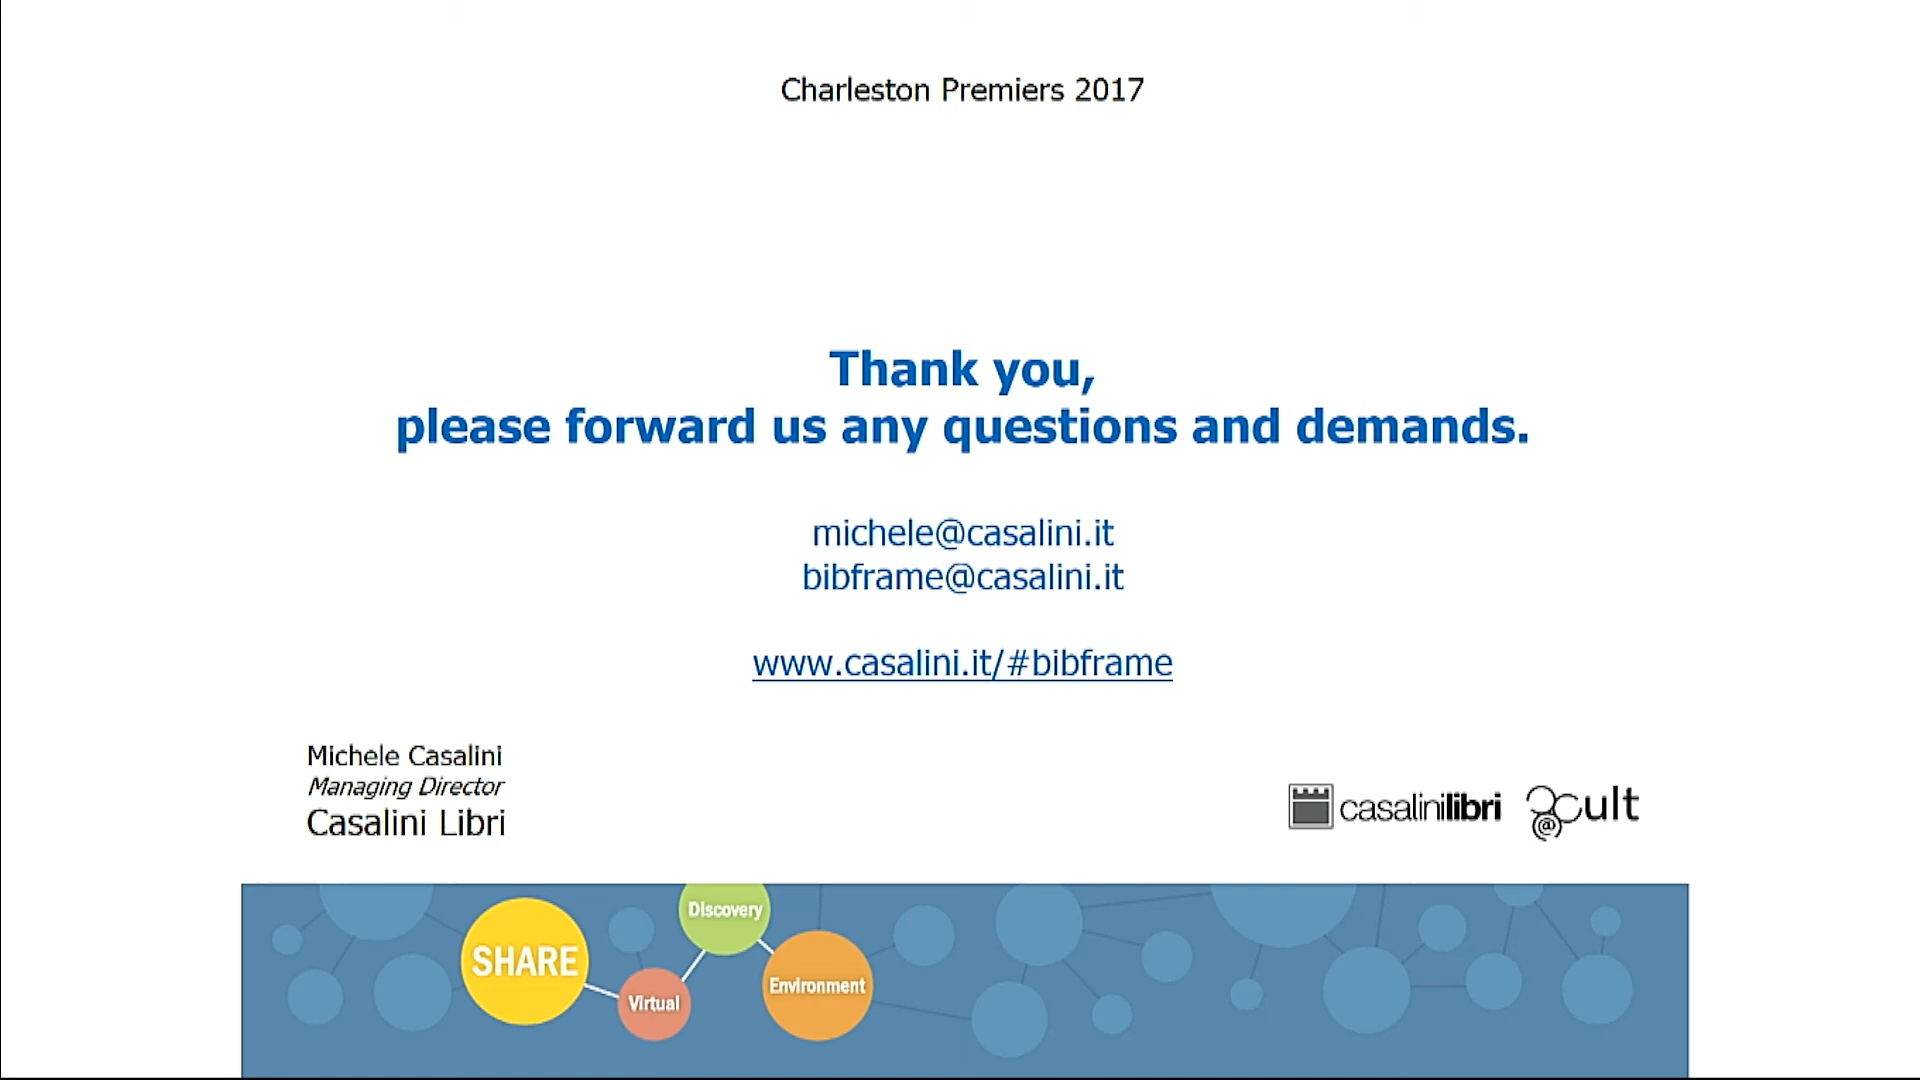 Charleston Premiers 2017
Thank you,
please forward us any questions and demands.
michele@casalini.it
bibframe@casalini.it
www.casalini.it/#bibframe
Michele Casalini
Managing Director
Casalini Libri
casalinilibri
@cult
SHARE
Virtual
Discovery
Environment